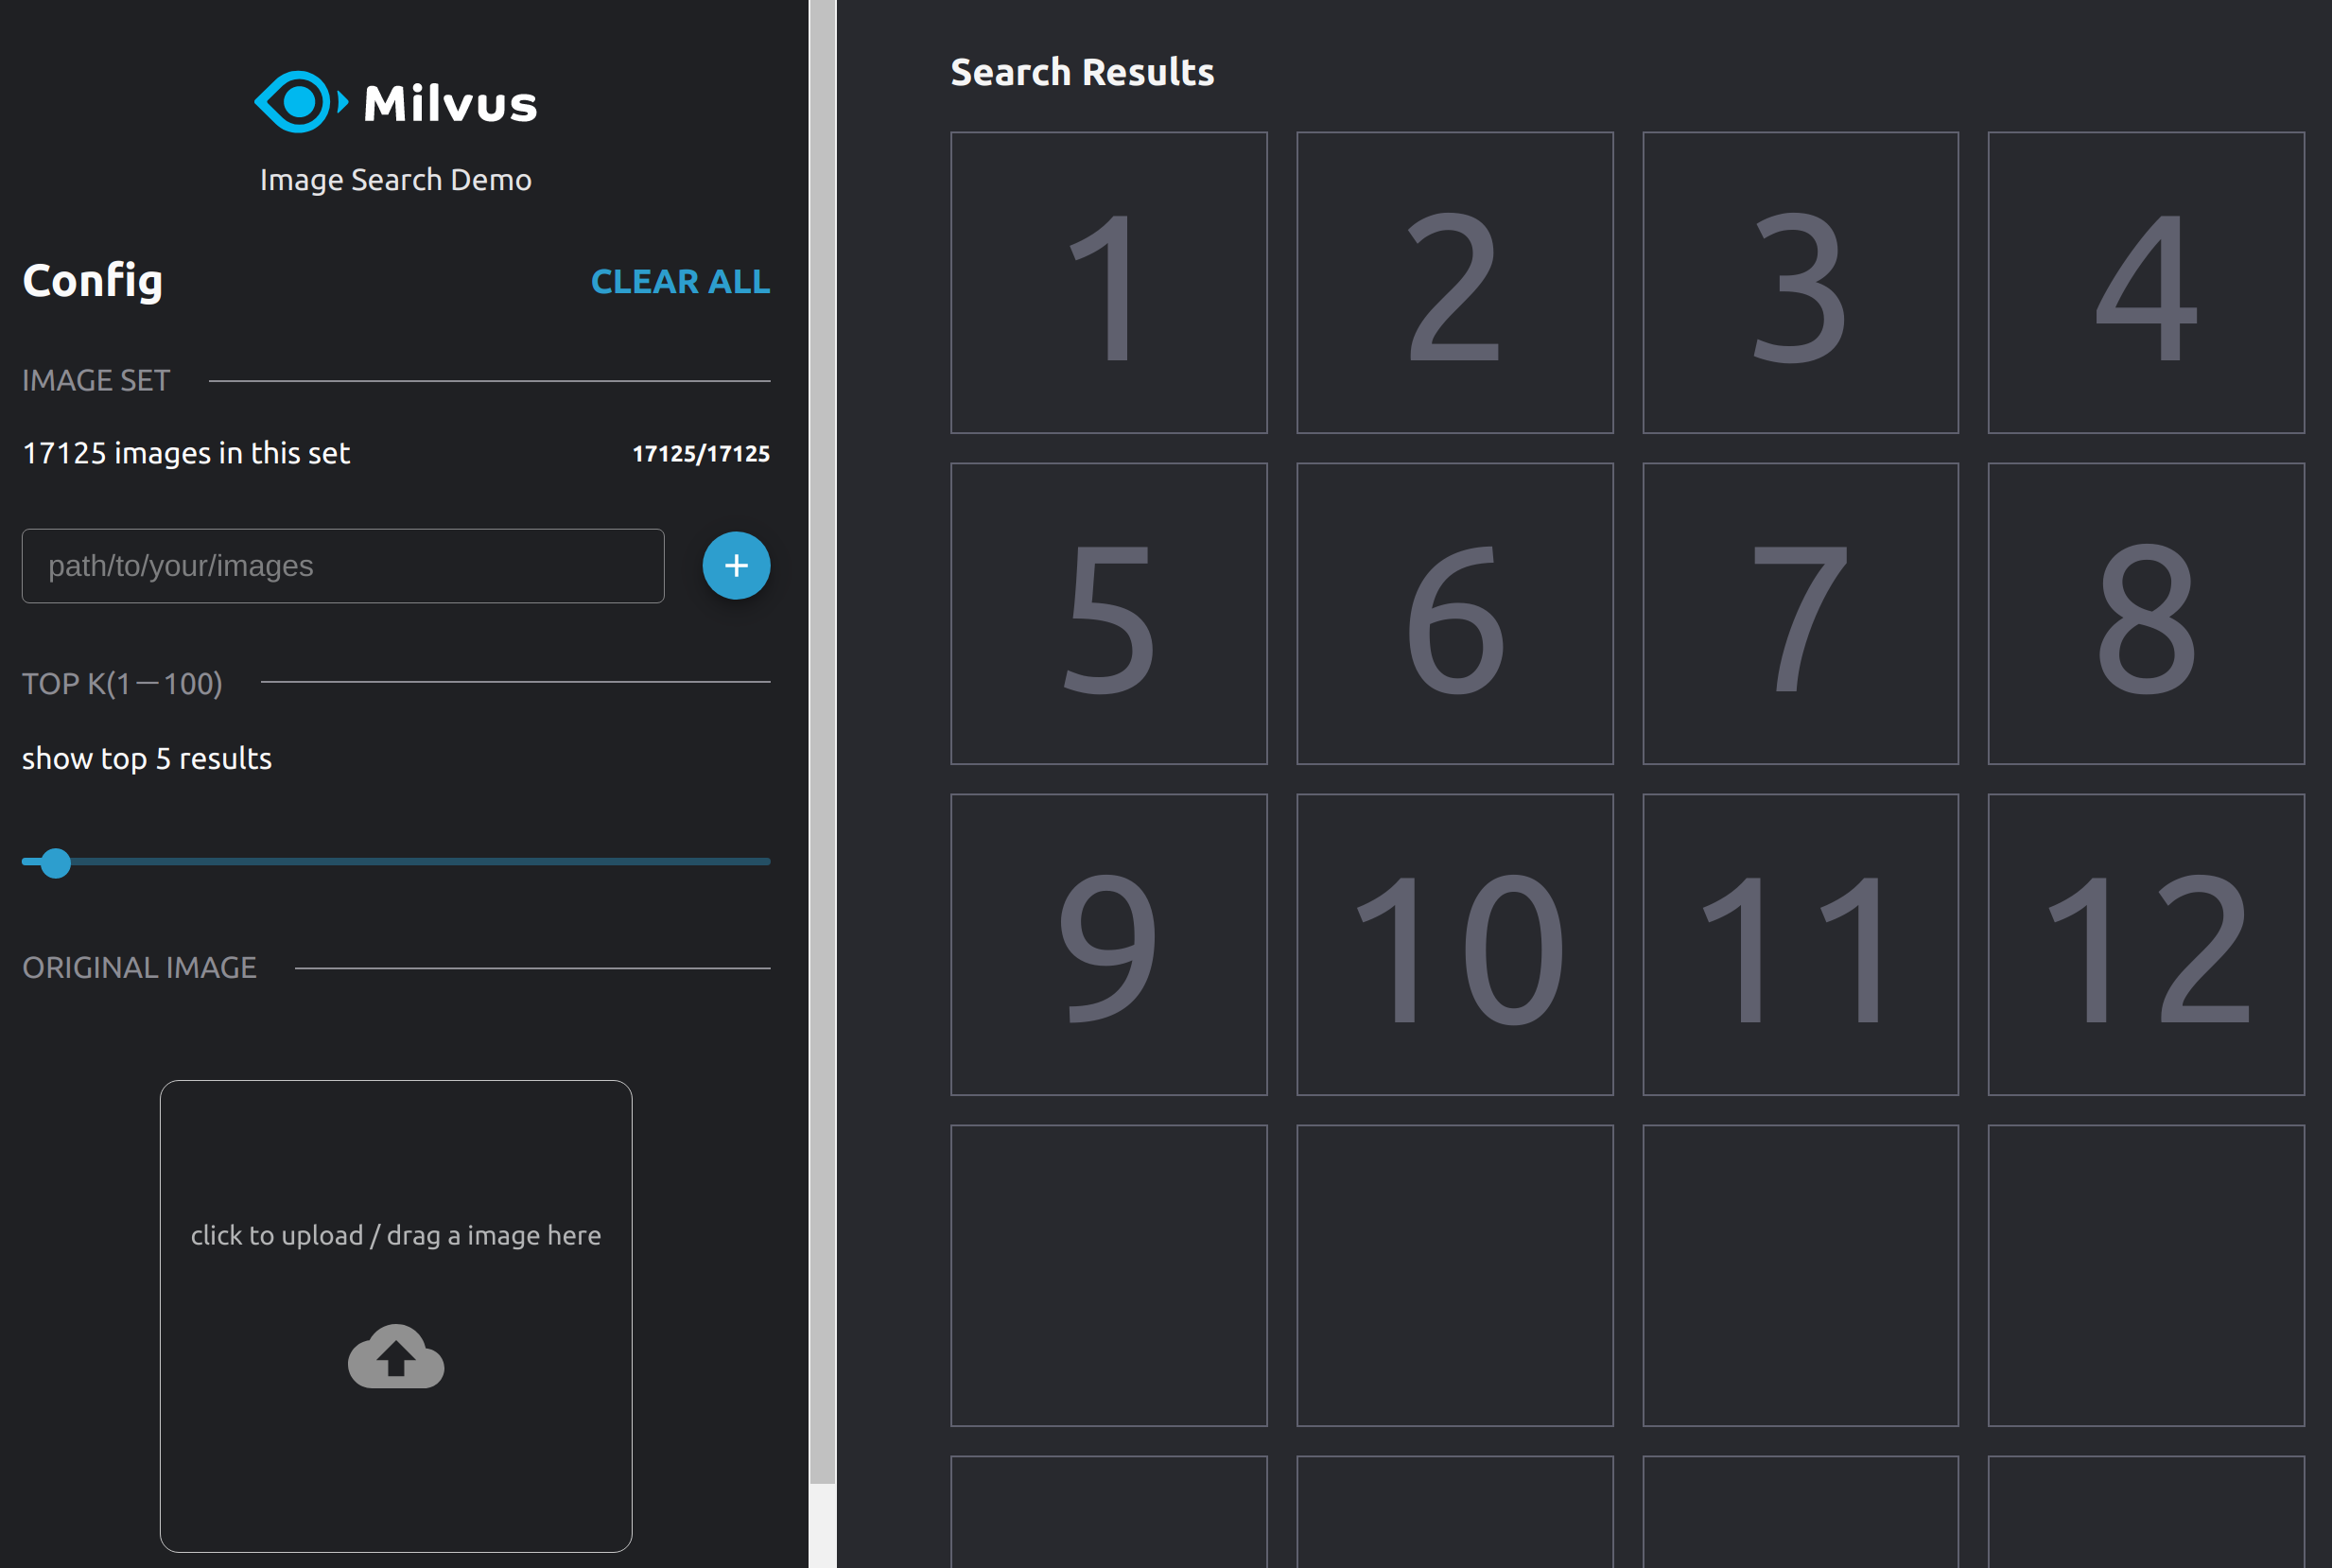 Milvus
Image Search Demo
Config
CLEAR ALL
IMAGE SET
17125 images in this set
17125/17125
path/to/your/images
+
TOP K(1—100)
show top 5 results
ORIGINAL IMAGE
click to upload / drag a image here
Search Results
1
2
3
4
5
6
7
8
9
10
11
12